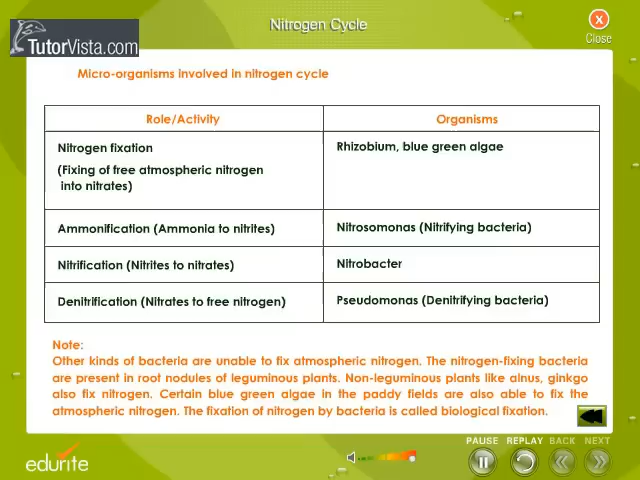 Nitrogen Cycle
Close
TutorVista.com
Micro-organisms involved in nitrogen cycle
Role/Activity
Organisms
Nitrogen fixation
(Fixing of free atmospheric nitrogen
into nitrates)
Rhizobium, blue green algae
Ammonification (Ammonia to nitrites)
Nitrosomonas (Nitrifying bacteria)
Nitrification (Nitrites to nitrates)
Nitrobacter
Denitrification (Nitrates to free nitrogen)
Pseudomonas (Denitrifying bacteria)
Note:
Other kinds of bacteria are unable to fix atmospheric nitrogen. The nitrogen-fixing bacteria
are present in root nodules of leguminous plants. Non-leguminous plants like alnus, ginkgo
also fix nitrogen. Certain blue green algae in the paddy fields are also able to fix the
atmospheric nitrogen. The fixation of nitrogen by bacteria is called biological fixation.
PAUSE REPLAY BACK NEXT
edurite